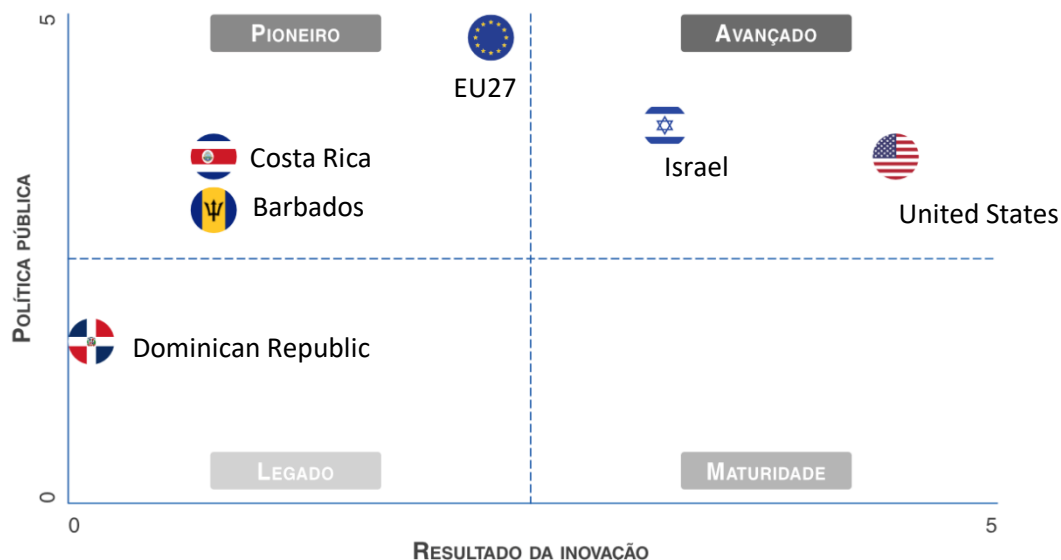 5
PIONEIRO
AVANÇADO
EU27
Costa Rica
Israel
Barbados
United States
POLÍTICA PÚBLICA
Dominican Republic
LEGADO
MATURIDADE
0
0
5
RESULTADO DA INOVAÇÃO